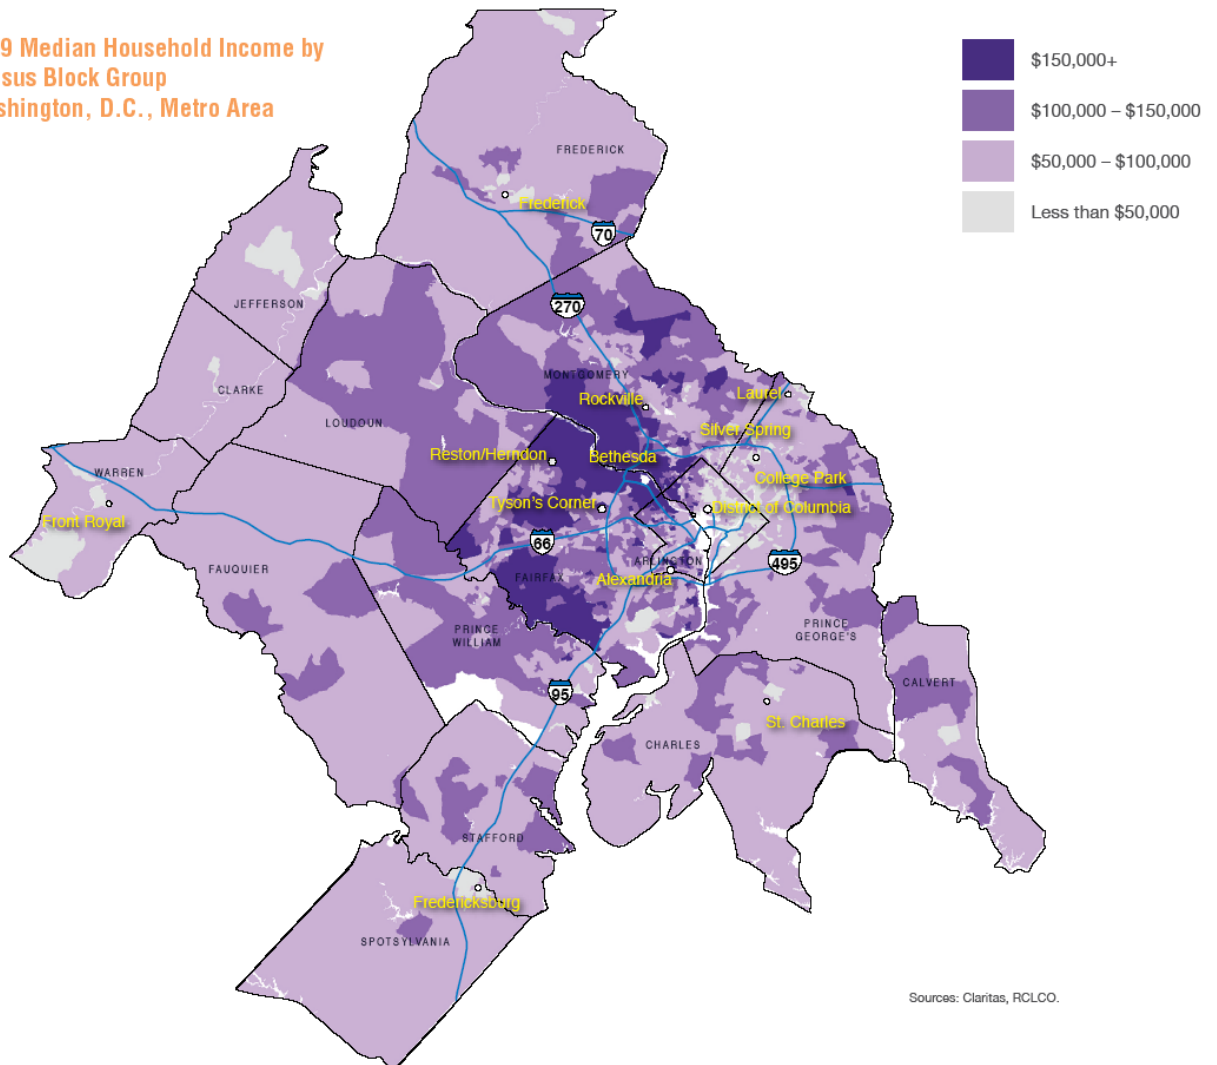 9 Median Household Income by
sus Block Group
shington, D.C., Metro Area
$150,000+
$100,000 – $150,000
$50,000 – $100,000
Less than $50,000
FREDERICK
Frederick
70
270
JEFFERSON
CLARKE
LOUDOUN
MONTGOMERY
Rockville
Laurel
Silver Spring
Reston/Herndon
Bethesda
WARREN
College Park
Tyson's Corner
District of Columbia
Front Royal
66
FAUQUIER
FAIRFAX
ARLINGTON
495
Alexandria
PRINCE
WILLIAM
PRINCE
GEORGE'S
95
CALVERT
St. Charles
CHARLES
STAFFORD
Fredericksburg
SPOTSYLVANIA
Sources: Claritas, RCLCO.